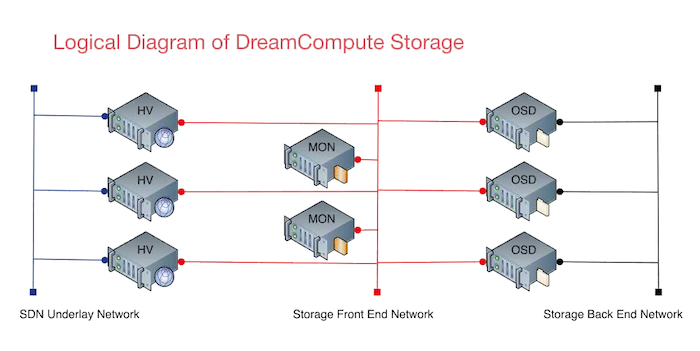 Logical Diagram of DreamCompute Storage
HV
OSD
MON
HV
OSD
MON
HV
OSD
SDN Underlay Network
Storage Front End Network
Storage Back End Network